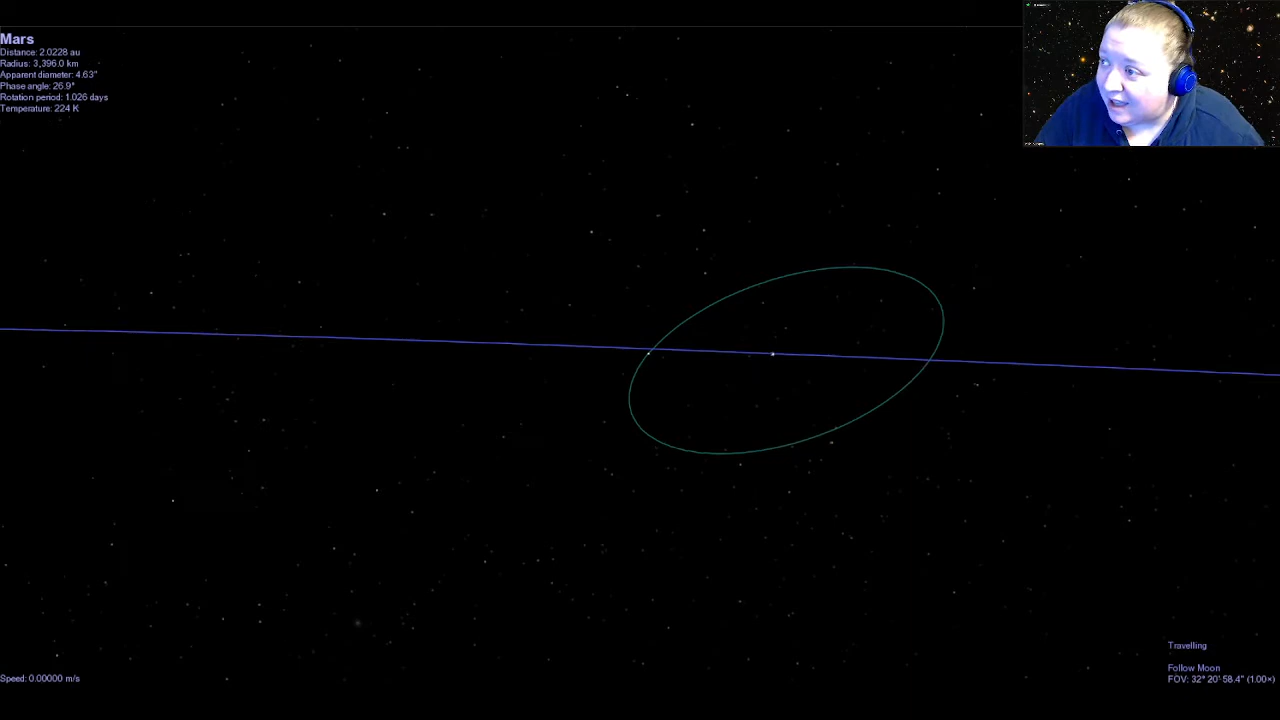 Mars
Distance: 2.0228 au
Radius: 3,396.0 km
Apparent diameter: 4.63"
Phase angle: 26.9°
Rotation period: 1.026 days
Temperature: 224 K
Travelling
Follow Moon
Speed: 0.00000 m/s
FOV: 32° 20' 58.4" (1.00×)